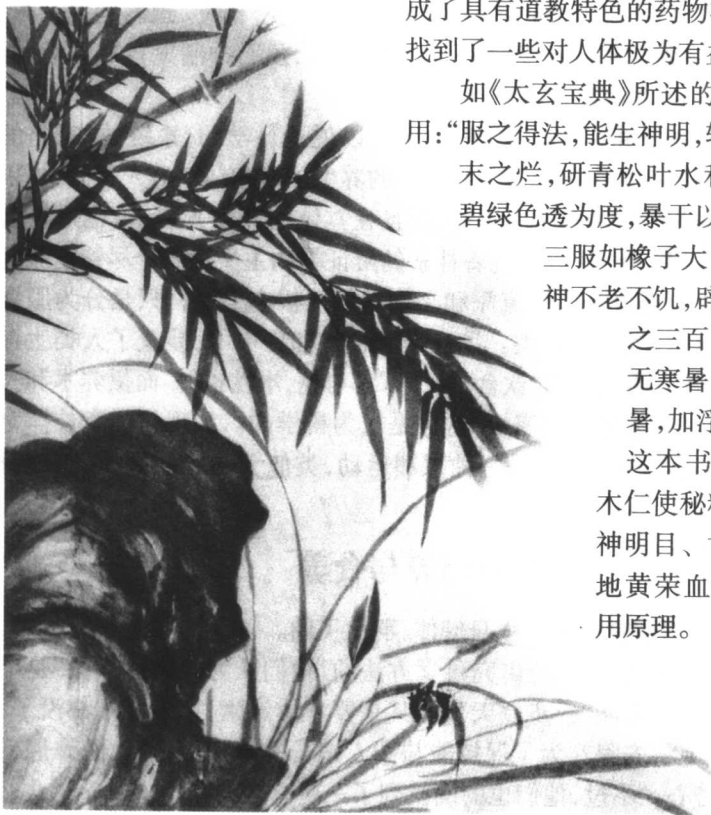 成了具有道教特色的药物
找到了一些对人体极为有
如《太玄宝典》所述的
用:“服之得法,能生神明,
末之烂,研青松叶水
碧绿色透为度,暴干以
三服如橡子大
神不老不饥,辟
之三百
无寒暑
暑,加浮
这本书
木仁使秘
神明目、
地黄荣血
用原理。